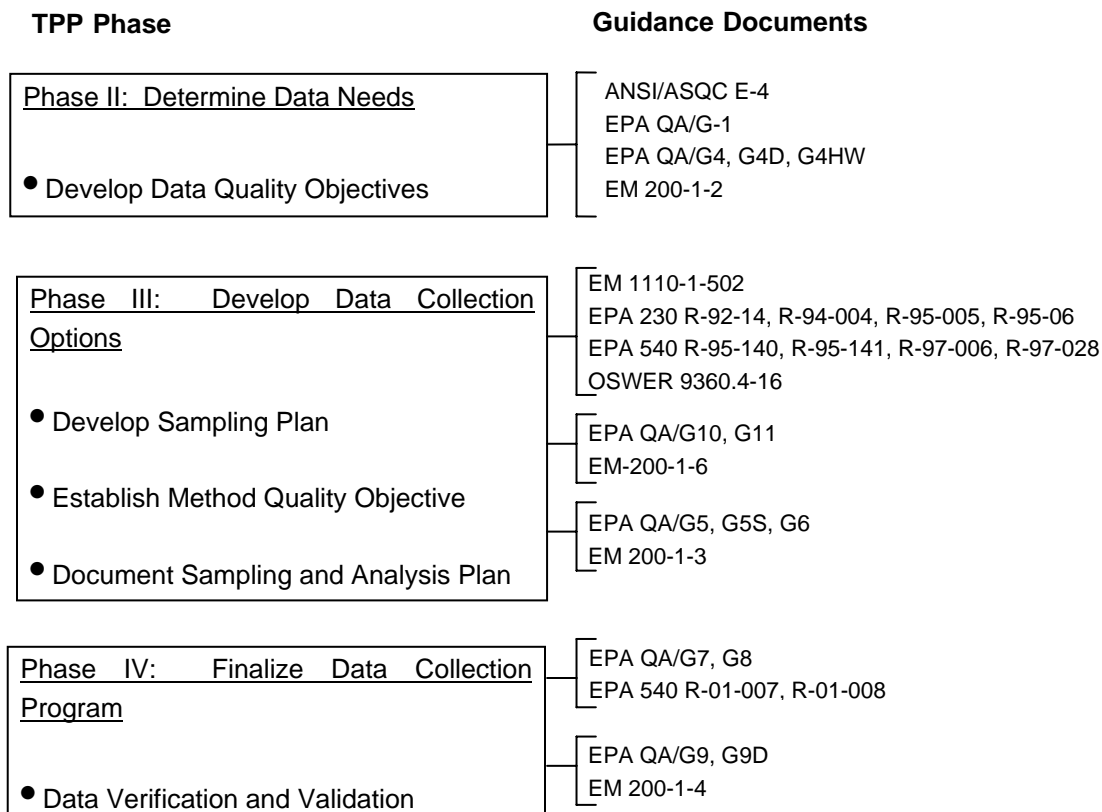 TPP Phase
Guidance Documents
Phase II: Determine Data Needs
• Develop Data Quality Objectives
ANSI/ASQC E-4
EPA QA/G-1
EPA QA/G4, G4D, G4HW
EM 200-1-2
Phase III: Develop Data Collection
Options
• Develop Sampling Plan
• Establish Method Quality Objective
• Document Sampling and Analysis Plan
EM 1110-1-502
EPA 230 R-92-14, R-94-004, R-95-005, R-95-06
EPA 540 R-95-140, R-95-141, R-97-006, R-97-028
OSWER 9360.4-16
EPA QA/G10, G11
EM-200-1-6
EPA QA/G5, G5S, G6
EM 200-1-3
Phase IV: Finalize Data Collection
Program
• Data Verification and Validation
EPA QA/G7, G8
EPA 540 R-01-007, R-01-008
EPA QA/G9, G9D
EM 200-1-4